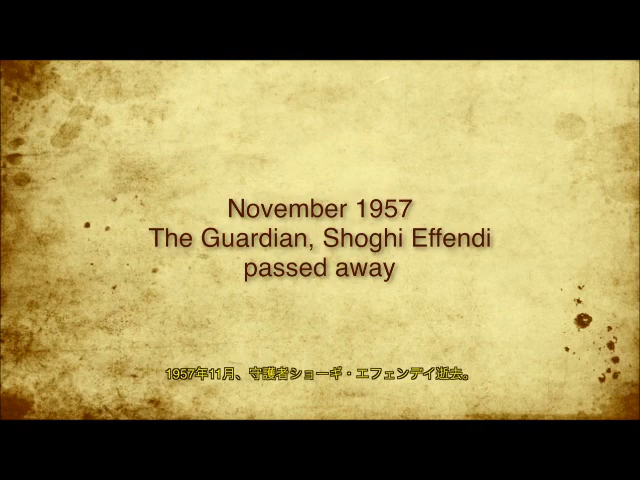 November 1957
The Guardian, Shoghi Effendi
passed away
1957年11月、守護者ショーギ・エフェンデイ逝去。